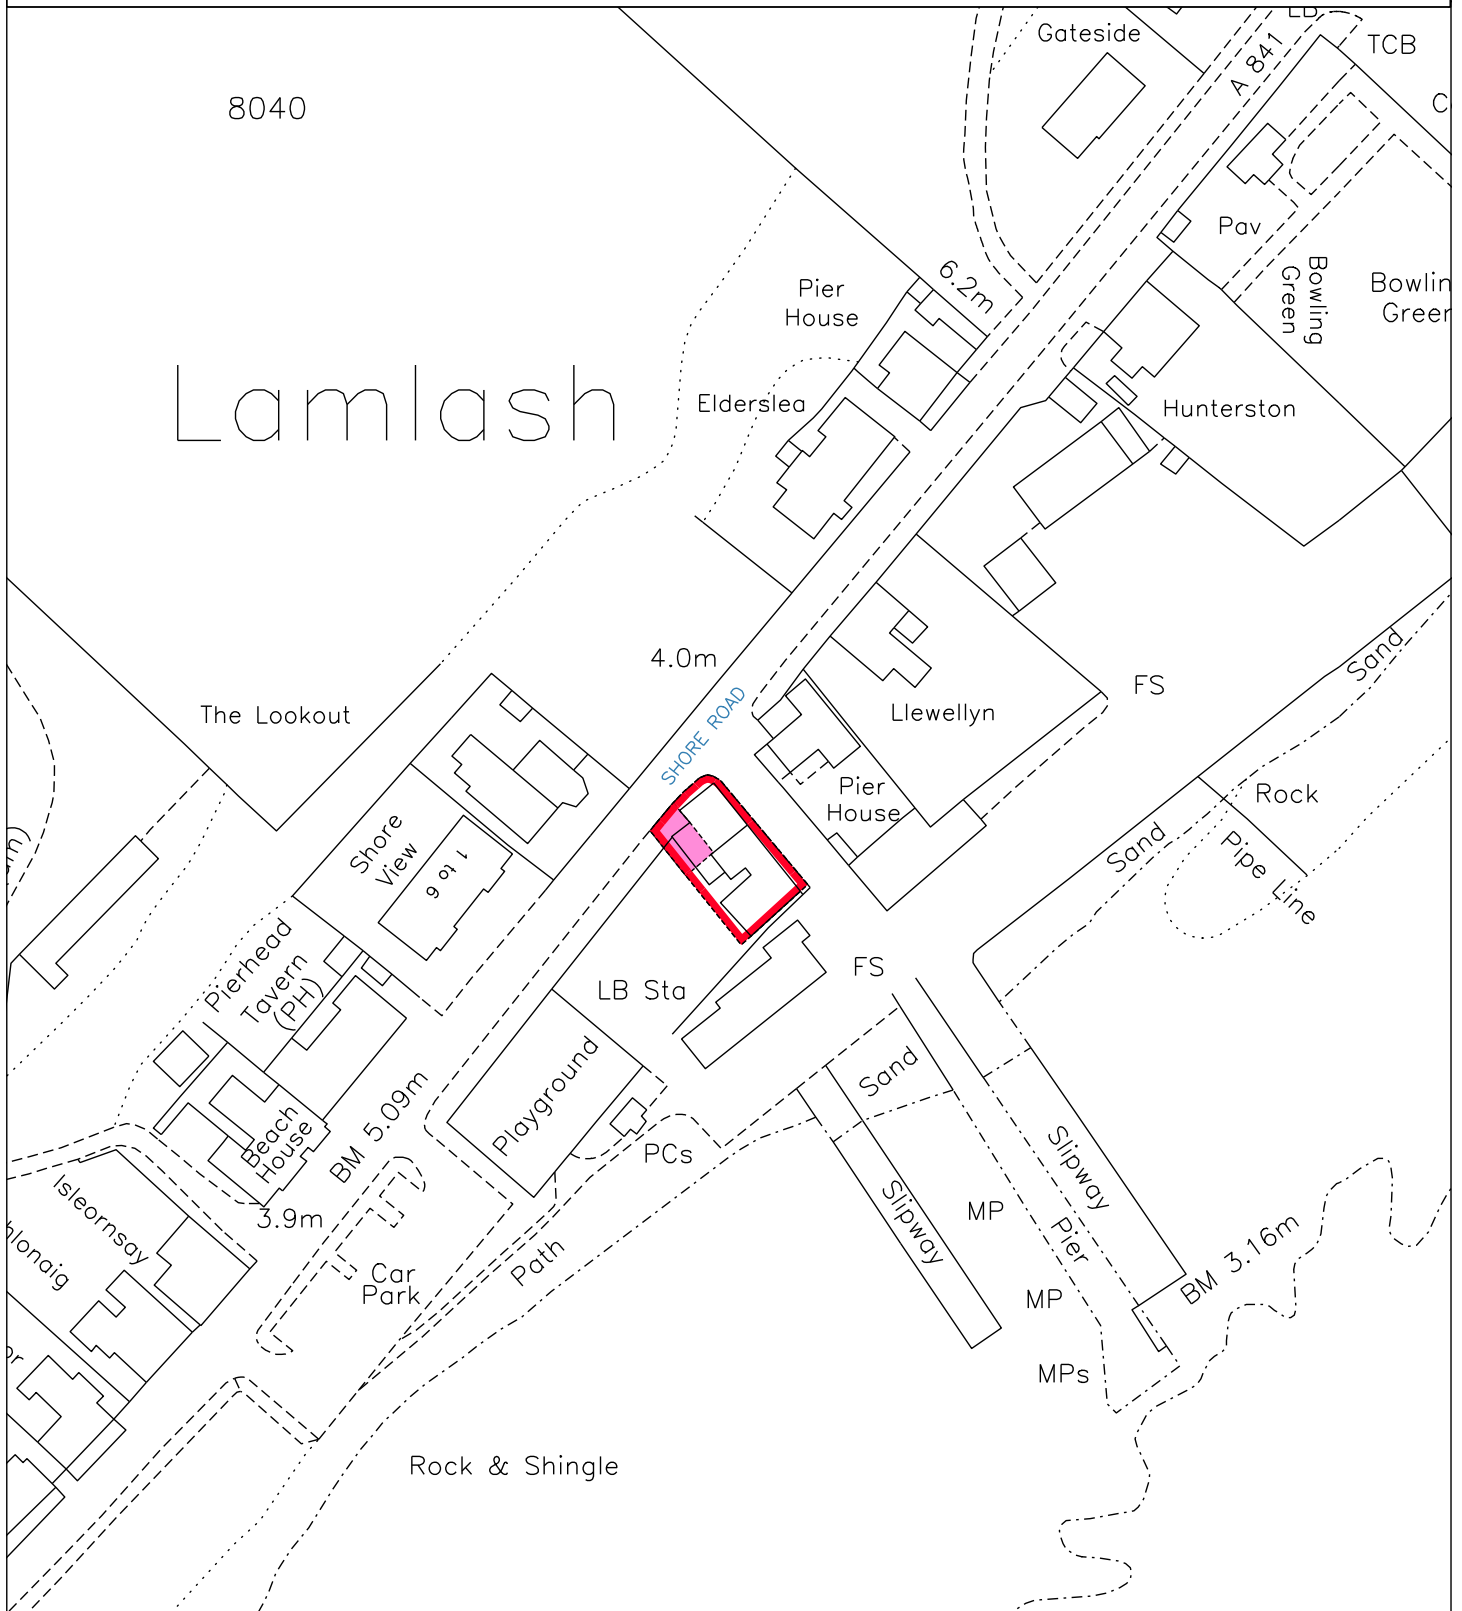 LB
Gateside
TCB
A 841
8040
C
Pav
6.2m
Pier
House
Bowling
Green
Bowlin
Greer
Lamlash
Elderslea
Hunterston
Sand
4.0m
FS
SHORE ROAD
The Lookout
Llewellyn
Pier
House
Rock
Shore
View
1 to 6
Sand
Pipe Line
Pierhead
Tavern
(PH)
FS
LB Sta
Playground
Sand
BM 5.09m
Beach
House
PCs
Slipway
Slipway
Isleornsay
3.9m
MP
Pier
hlonaig
Path
BM 3.16m
Car
Park
MP
MPs
or
Rock & Shingle